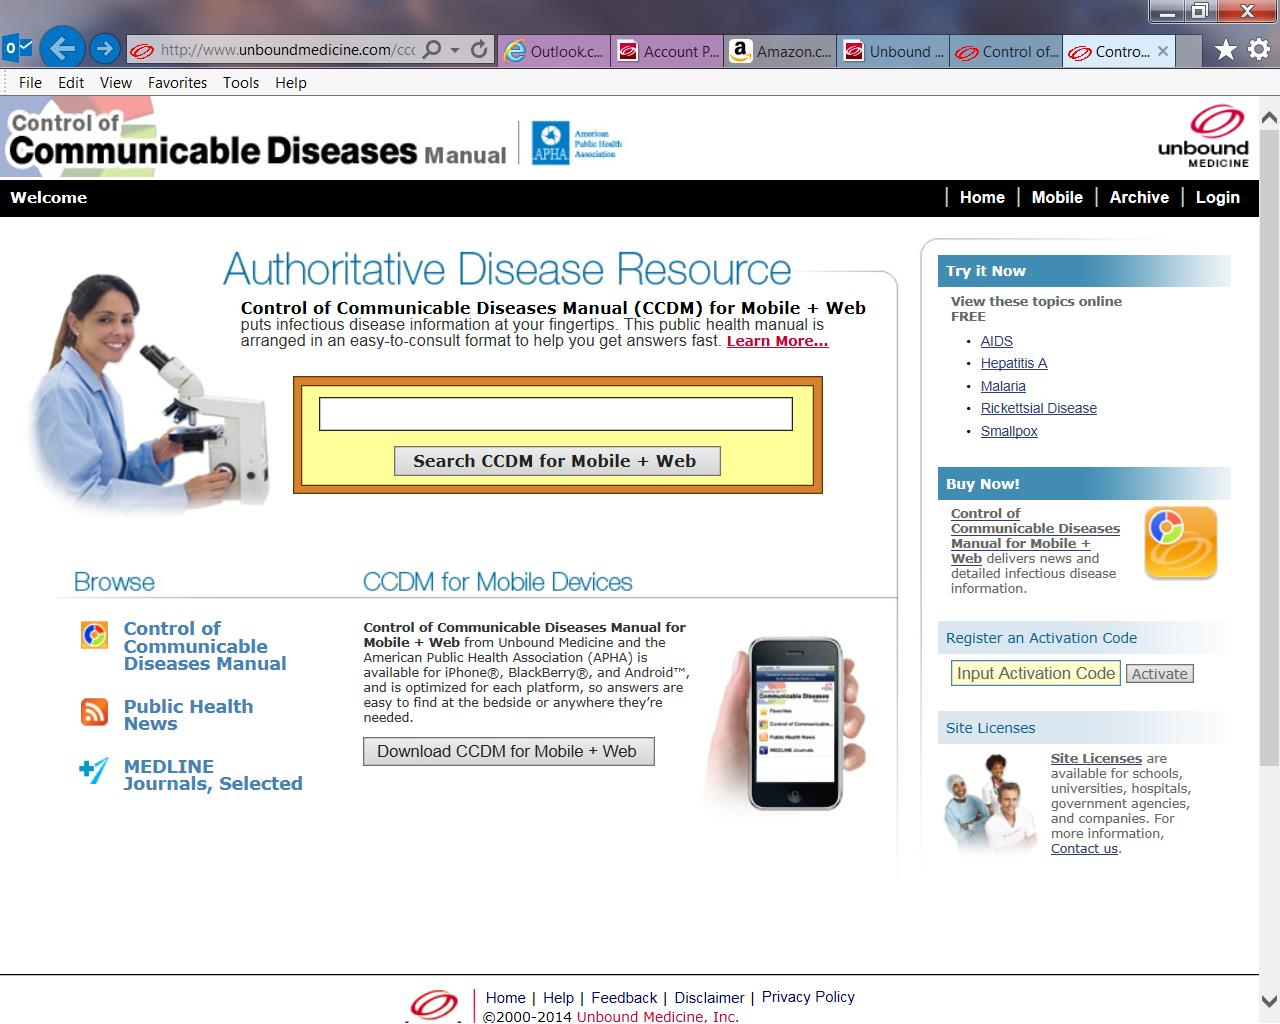 http://www.unboundmedicine.com/ccc
Outlook.c...
Account P...
Amazon.c...
Unbound ...
Control of...
Contro...
File Edit View Favorites Tools Help
Control of
Communicable Diseases Manual
APHA
American
Public Health
Association
unbound
MEDICINE
Welcome
Home | Mobile | Archive | Login
Authoritative Disease Resource
Control of Communicable Diseases Manual (CCDM) for Mobile + Web
puts infectious disease information at your fingertips. This public health manual is
arranged in an easy-to-consult format to help you get answers fast. Learn More...
Search CCDM for Mobile + Web
Browse
Control of
Communicable
Diseases Manual
Public Health
News
MEDLINE
Journals, Selected
CCDM for Mobile Devices
Control of Communicable Diseases Manual for
Mobile + Web from Unbound Medicine and the
American Public Health Association (APHA) is
available for iPhone®, BlackBerry®, and Android™,
and is optimized for each platform, so answers are
easy to find at the bedside or anywhere they're
needed.
Download CCDM for Mobile + Web
Communicable Diseases
Favorites
Control of Communicable...
Public Health News
MEDLINE Journals
Try it Now
View these topics online
FREE
• AIDS
• Hepatitis A
• Malaria
• Rickettsial Disease
• Smallpox
Buy Now!
Control of
Communicable Diseases
Manual for Mobile +
Web delivers news and
detailed infectious disease
information.
Register an Activation Code
Input Activation Code Activate
Site Licenses
Site Licenses are
available for schools,
universities, hospitals,
government agencies,
and companies. For
more information,
Contact us.
Home | Help | Feedback | Disclaimer | Privacy Policy
©2000-2014 Unbound Medicine, Inc.